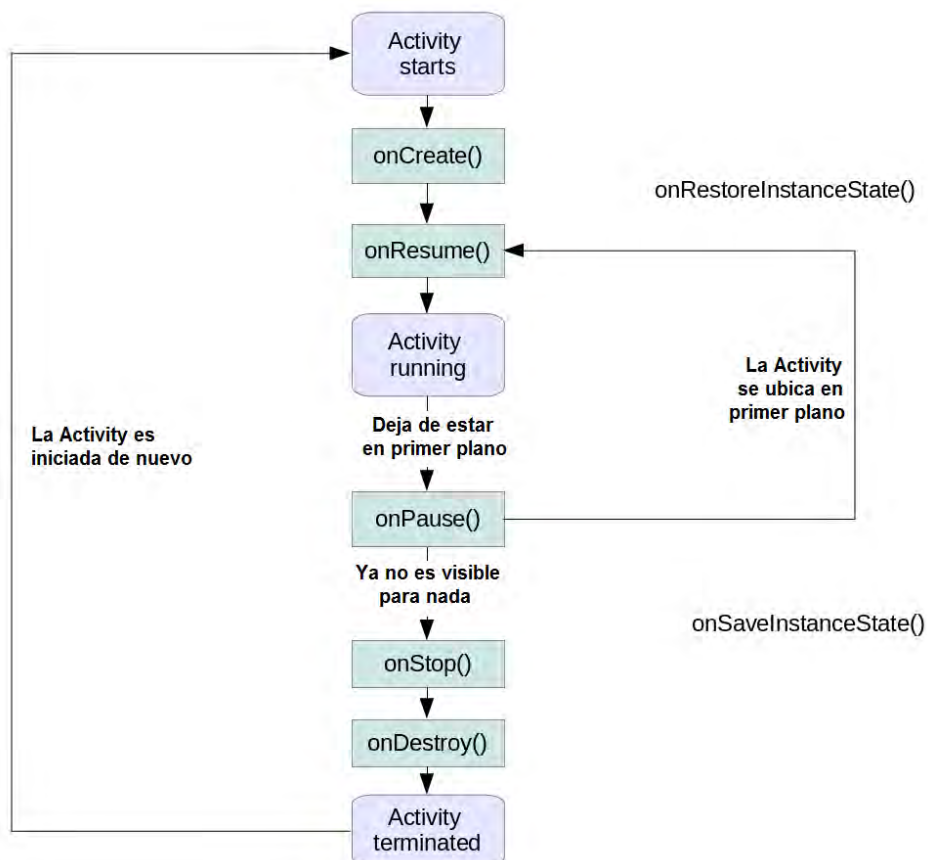 Activity
starts
onCreate()
onRestoreInstanceState()
onResume()
Activity
running
La Activity
se ubica en
primer plano
Deja de estar
en primer plano
La Activity es
iniciada de nuevo
onPause()
Ya no es visible
para nada
onSaveInstanceState()
onStop()
onDestroy()
Activity
terminated